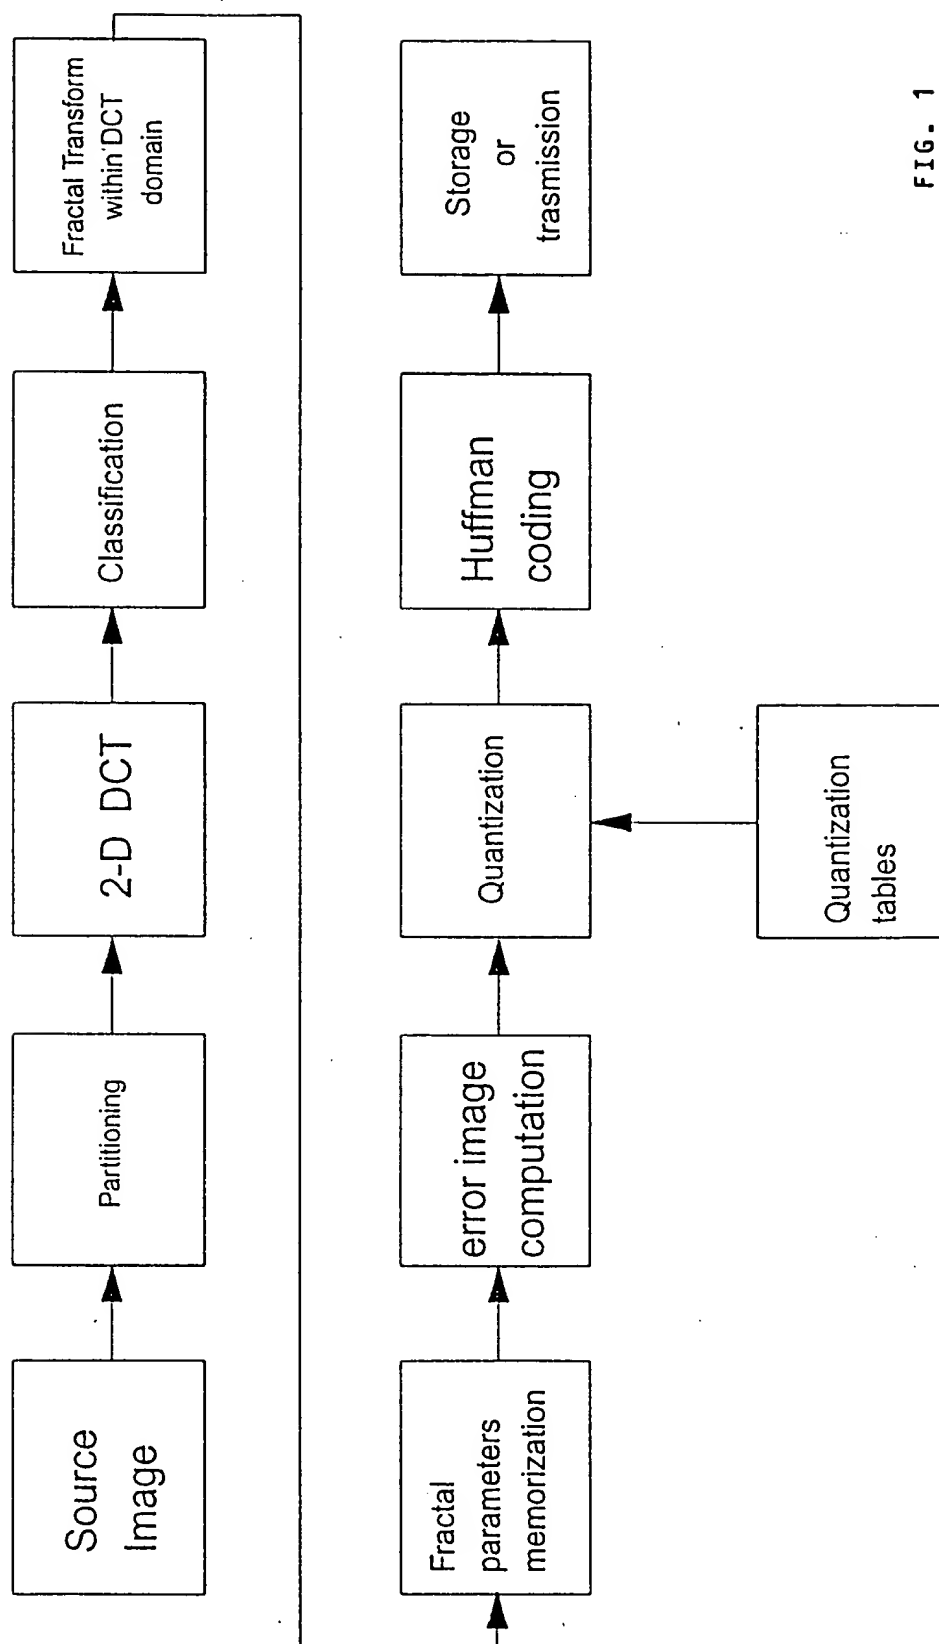 Source
Image
Partitioning
2-D DCT
Classification
Fractal Transform
within DCT
domain
Fractal
parameters
memorization
error image
computation
Quantization
Huffman
coding
Storage
or
trasmission
Quantization
tables
FIG. 1